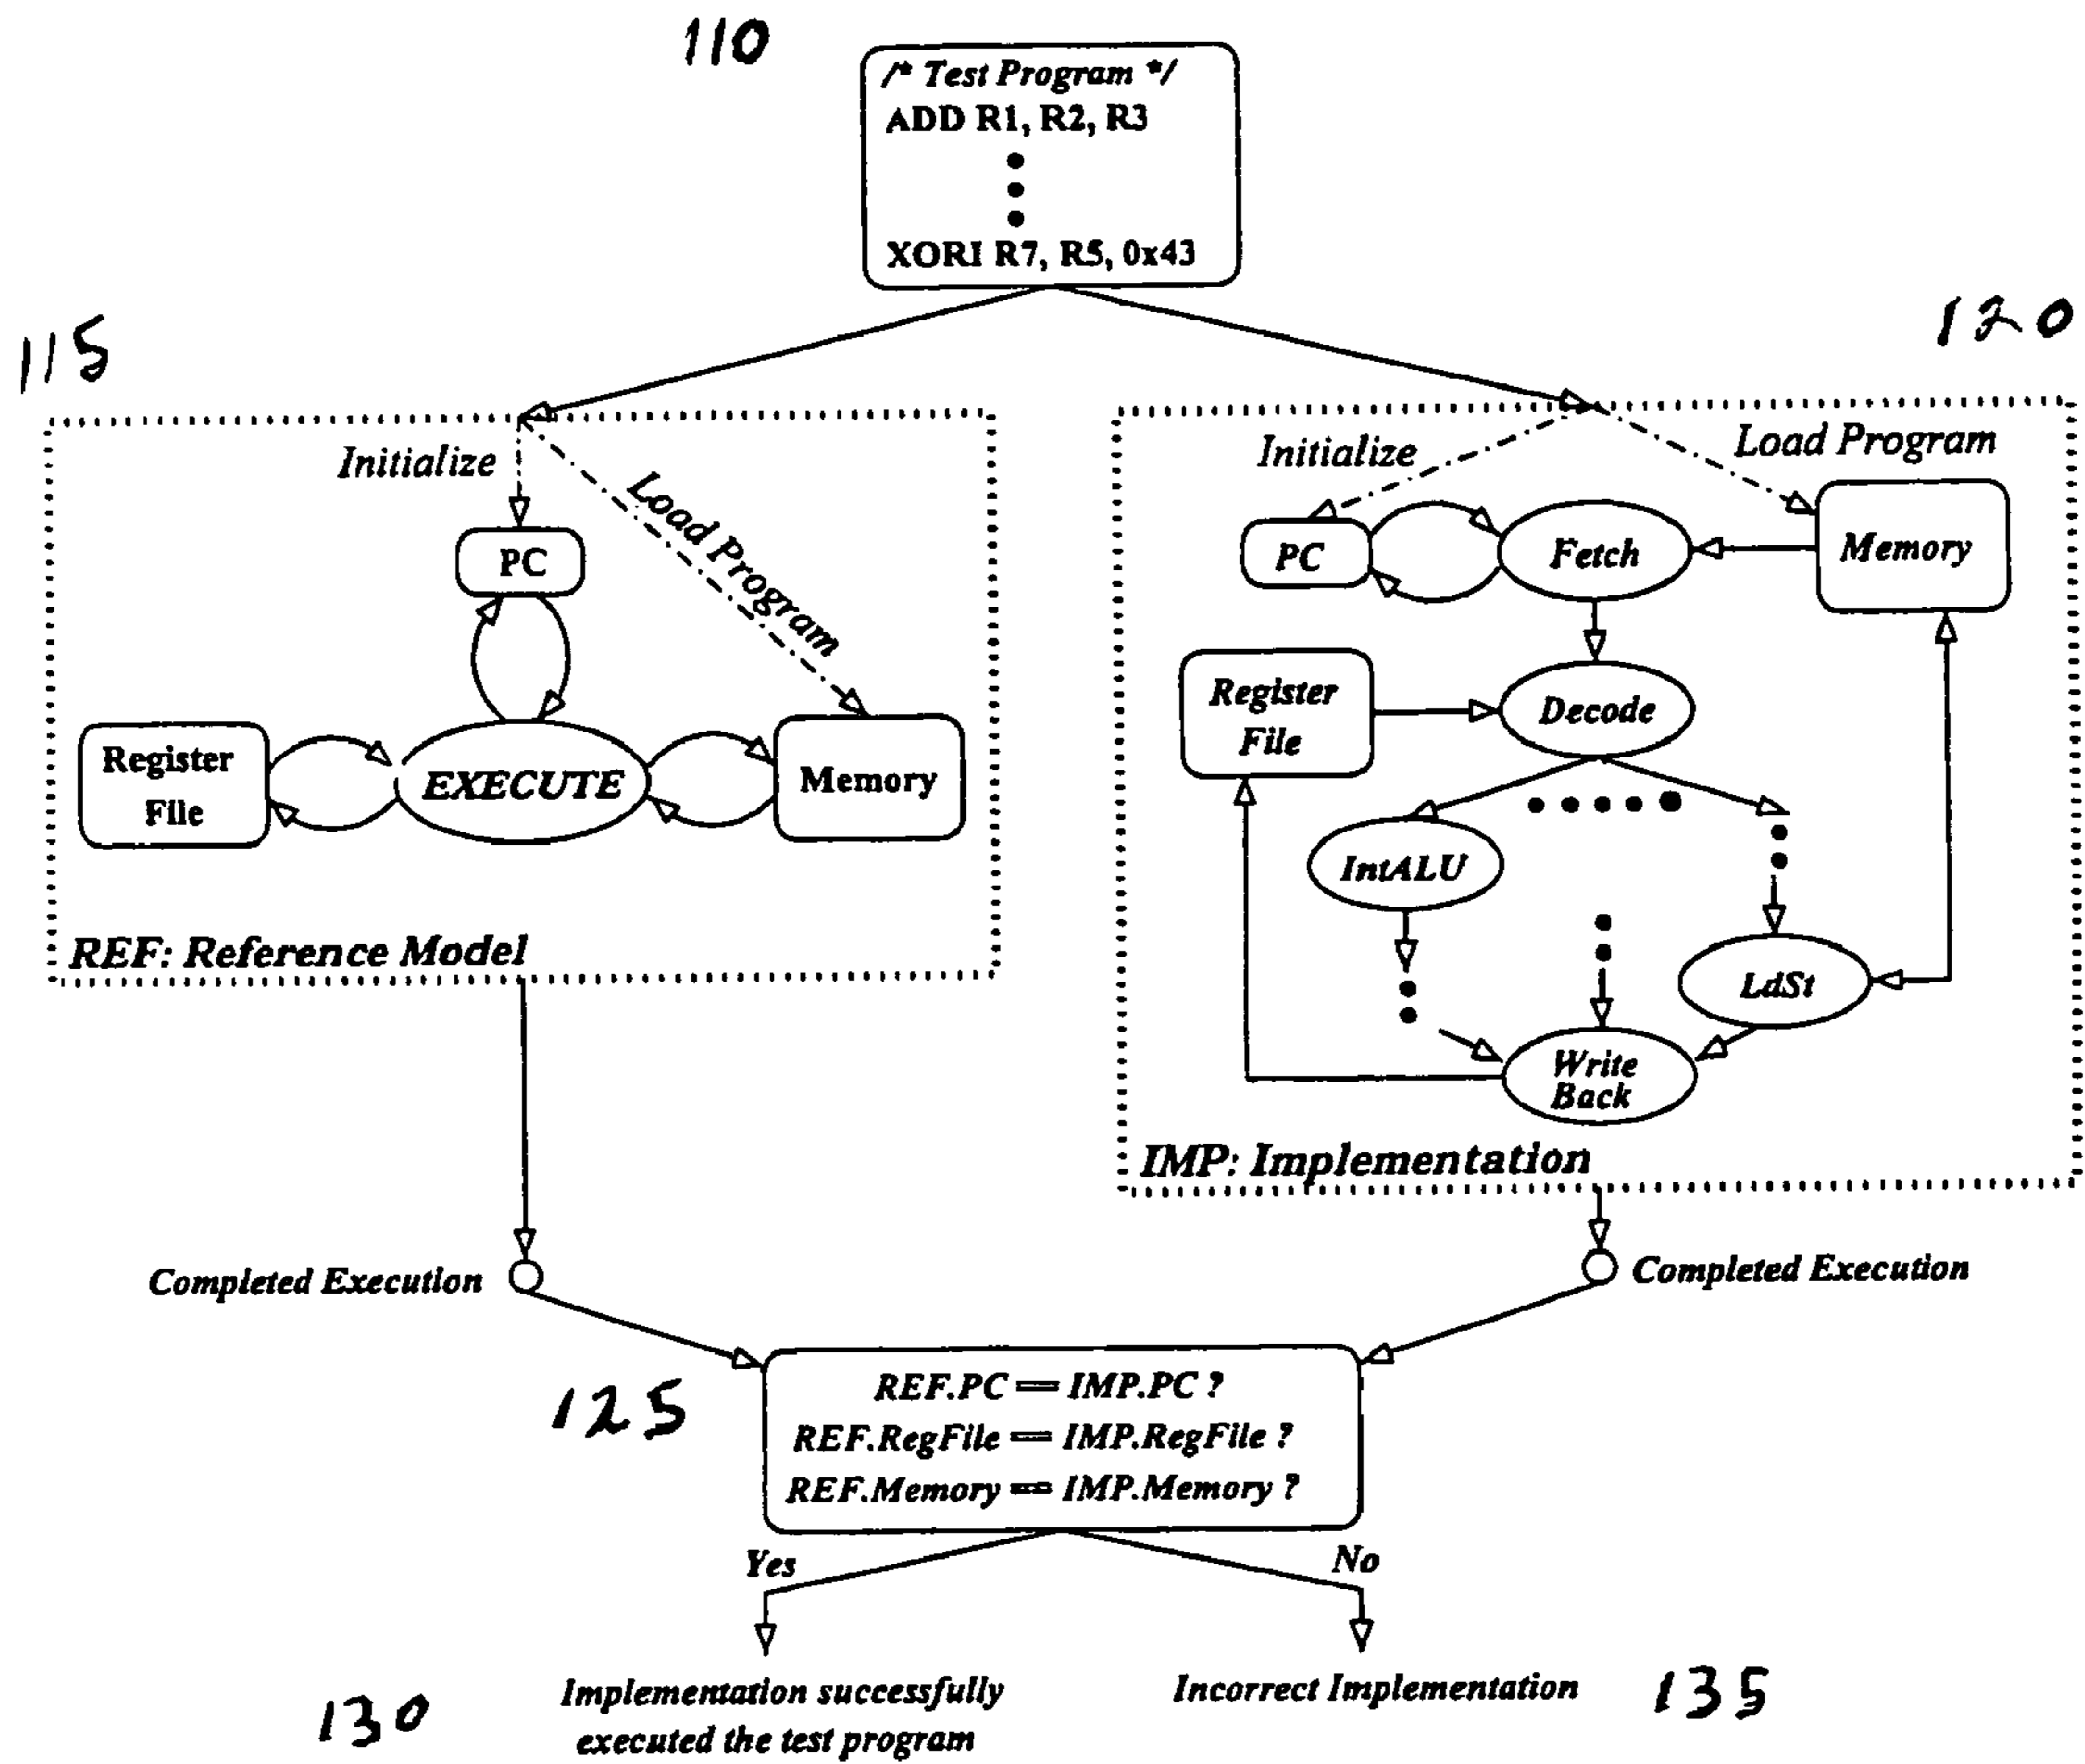 110
/* Test Program */
ADD R1, R2, R3
XORI R7, R5, 0x43
115
120
Initialize
Load Program
PC
Register
File
EXECUTE
Memory
REF: Reference Model
Initialize
Load Program
PC
Fetch
Memory
Register
File
Decode
IntALU
LdSt
Write
Back
IMP: Implementation
Completed Execution
Completed Execution
125
REF.PC == IMP.PC ?
REF.RegFile == IMP.RegFile ?
REF.Memory == IMP.Memory ?
Yes
No
130
Implementation successfully
executed the test program
Incorrect Implementation
135